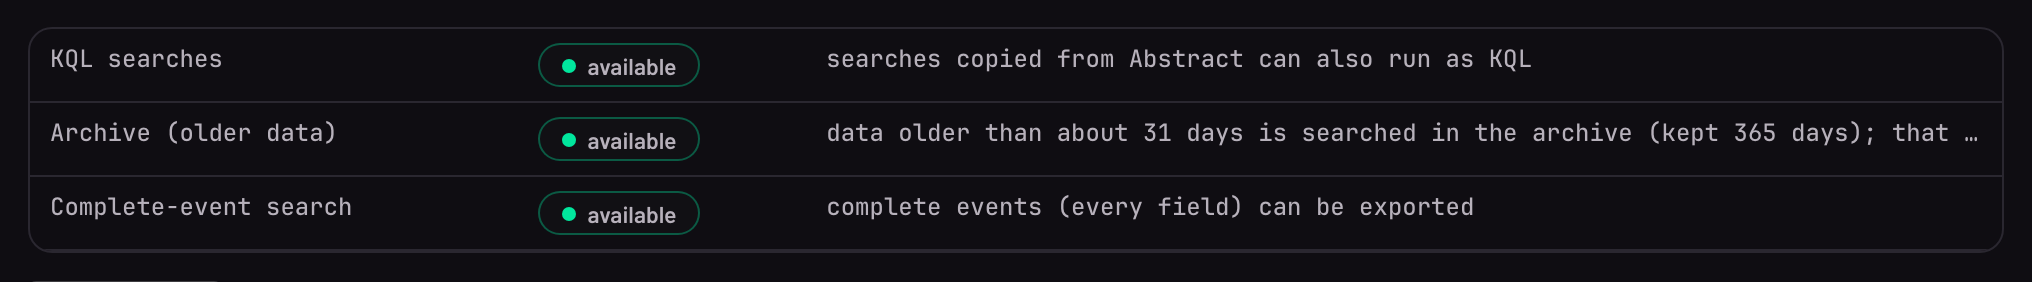 KQL searches available searches copied from Abstract can also run as KQL
Archive (older data) available data older than about 31 days is searched in the archive (kept 365 days); that …
Complete-event search available complete events (every field) can be exported